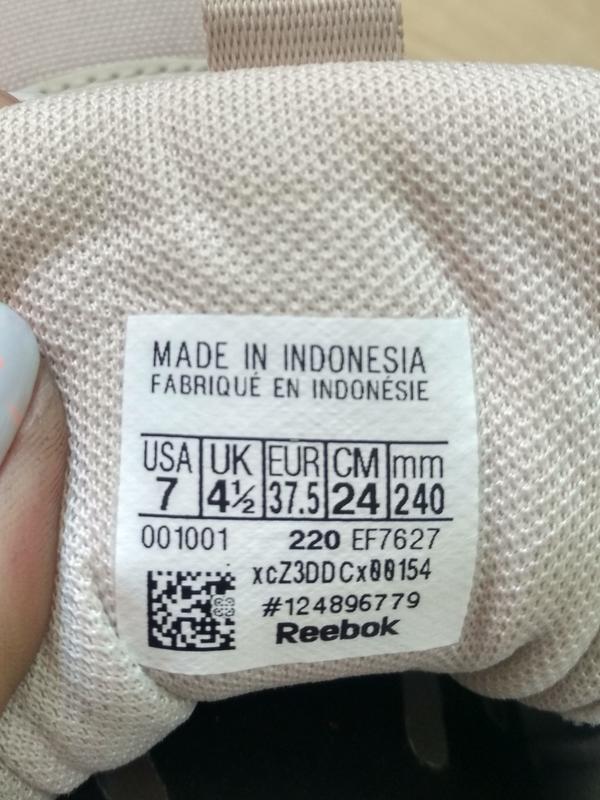 MADE IN INDONESIA
FABRIQUÉ EN INDONÉSIE
USA UK EUR CM mm
7 4½ 37.5 24 240
001001 220 EF7627
xcZ3DDCx00154
#124896779
Reebok